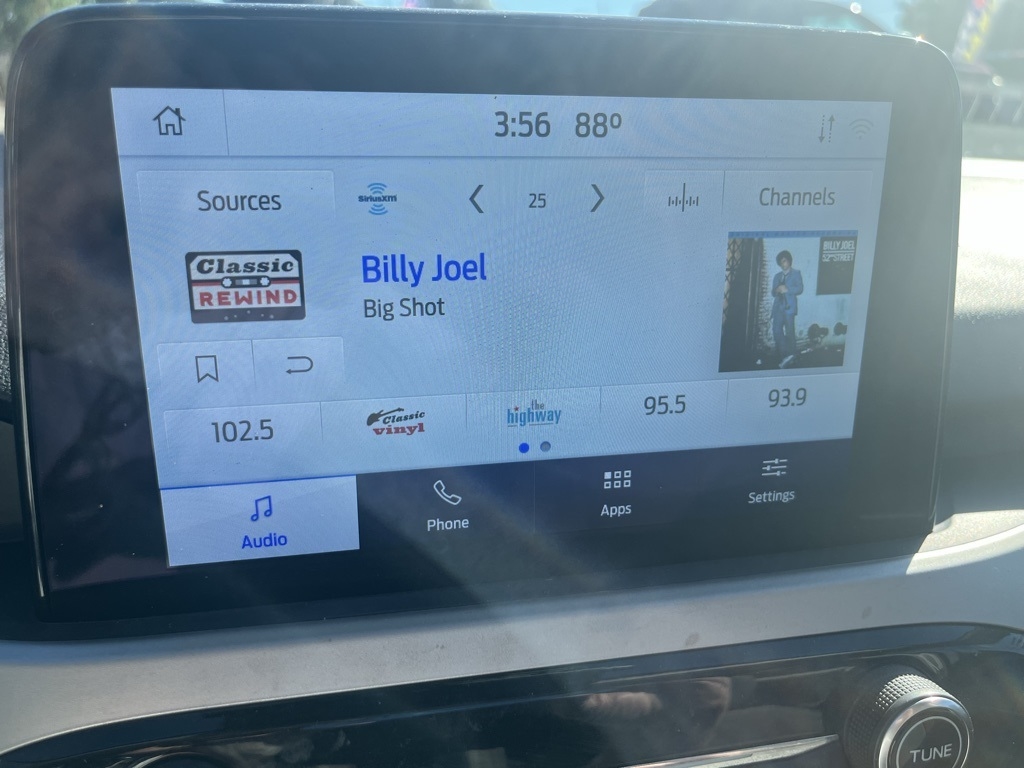 3:56 88°
Sources
SiriusXM
25
Channels
Classic
REWIND
Billy Joel
Big Shot
BILLY JOEL
52nd STREET
102.5
Classic
vinyl
the
highway
95.5
93.9
Audio
Phone
Apps
Settings
TUNE